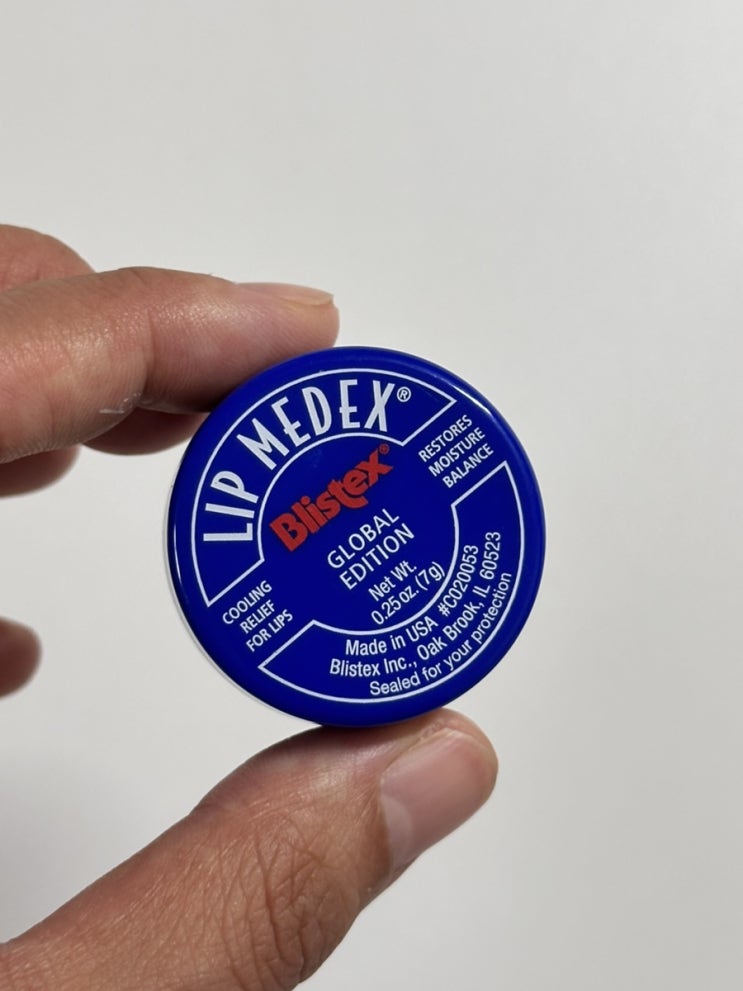 LIP MEDEX®
RESTORES
MOISTURE
BALANCE
Blistex®
GLOBAL
EDITION
Net Wt.
0.25 oz. (7g)
COOLING
RELIEF
FOR LIPS
Made in USA #C020053
Blistex Inc., Oak Brook, IL 60523
Sealed for your protection